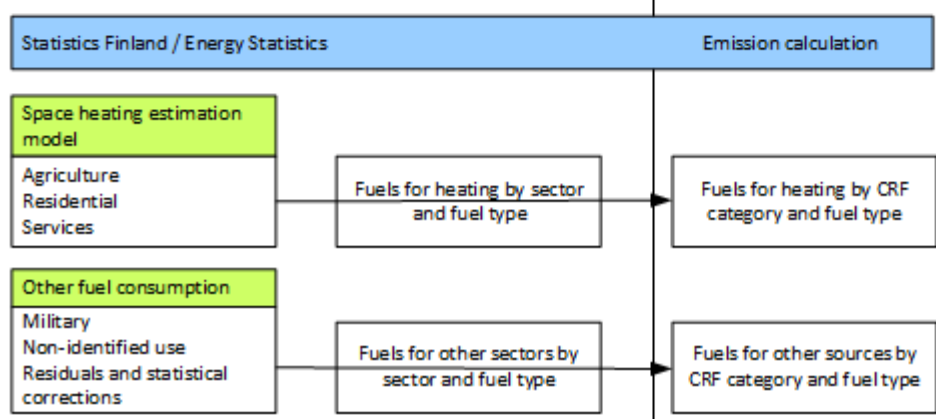 Statistics Finland / Energy Statistics
Emission calculation
Space heating estimation
model
Agriculture
Residential
Services
Fuels for heating by sector
and fuel type
Fuels for heating by CRF
category and fuel type
Other fuel consumption
Military
Non-identified use
Residuals and statistical
corrections
Fuels for other sectors by
sector and fuel type
Fuels for other sources by
CRF category and fuel type